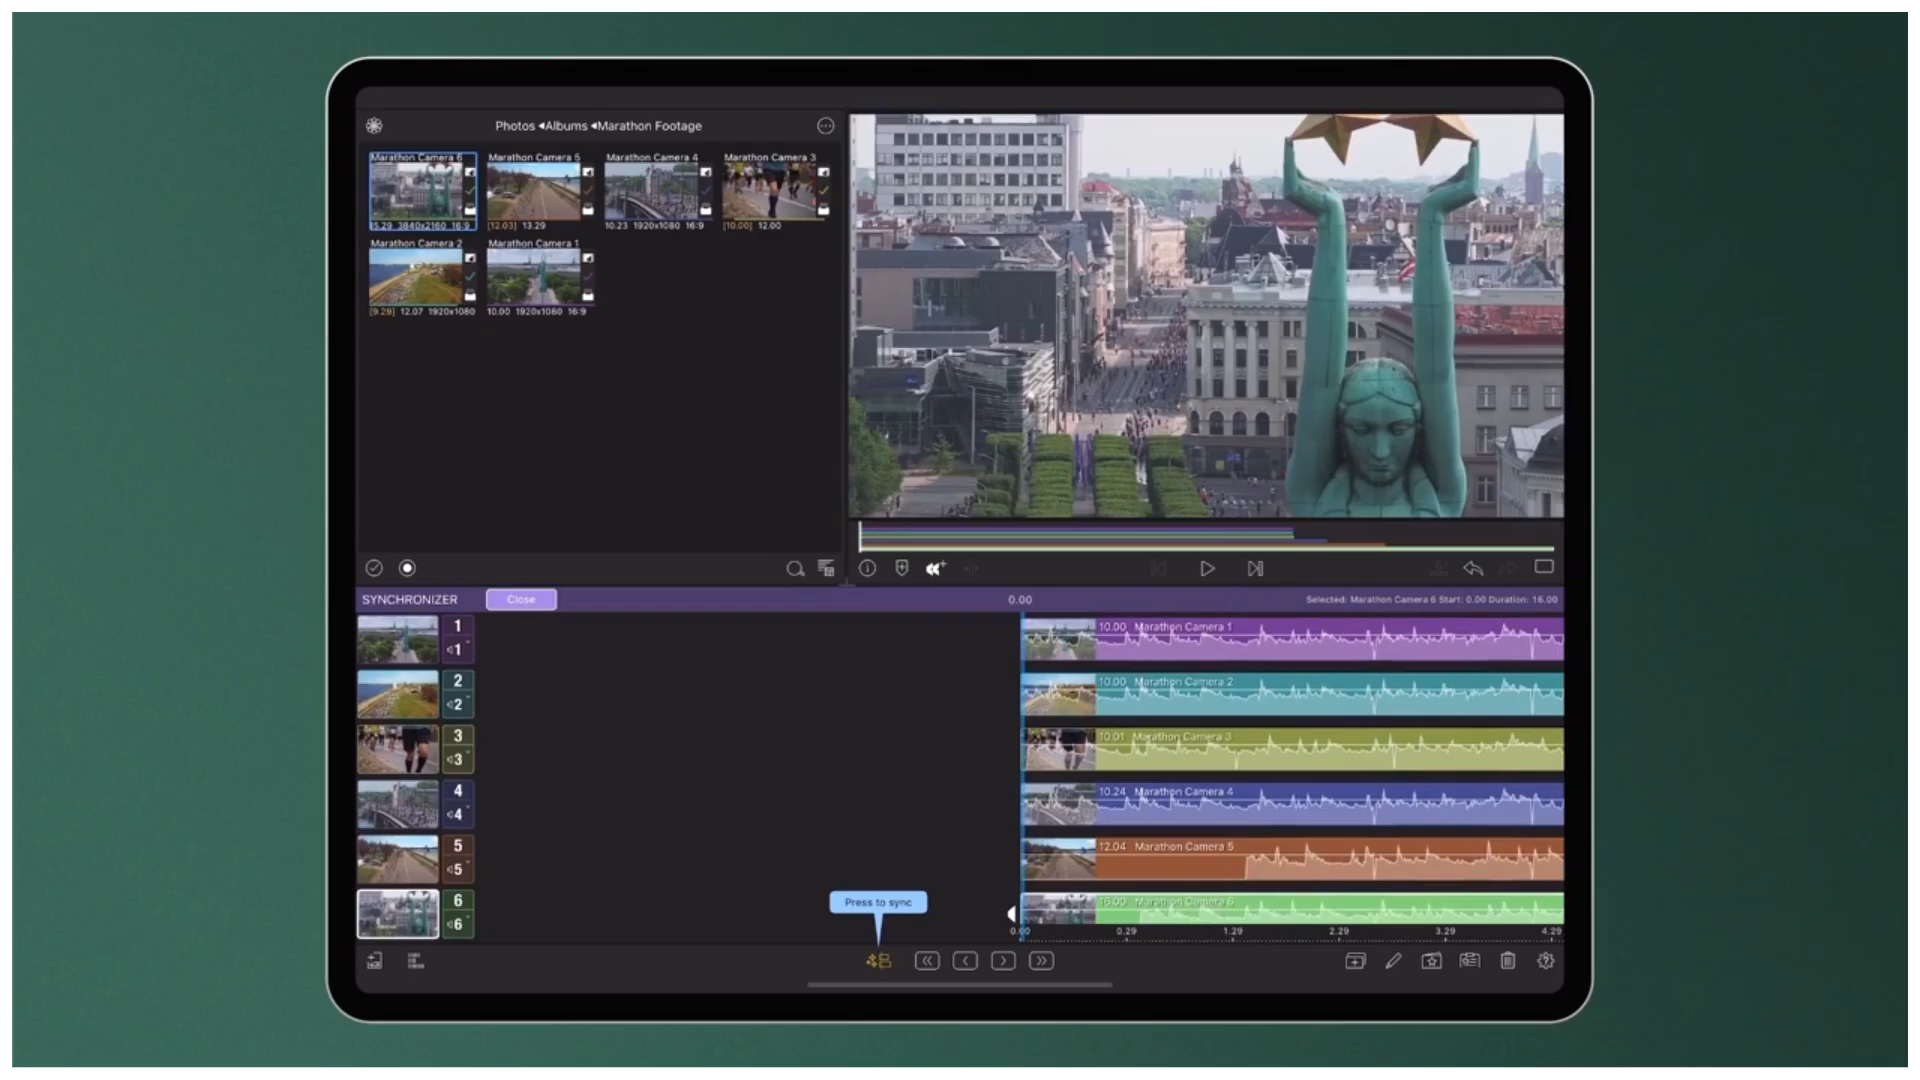 Photos ◂Albums ◂Marathon Footage
Marathon Camera 6
Marathon Camera 5
Marathon Camera 4
Marathon Camera 3
15.29 3840x2160 16:9
[12.03] 13.29
10.23 1920x1080 16:9
[10.00] 12.00
Marathon Camera 2
Marathon Camera 1
[9.29] 12.07 1920x1080
10.00 1920x1080 16:9
SYNCHRONIZER
Close
0.00
Selected: Marathon Camera 6 Start: 0.00 Duration: 16.00
1
1
10.00 Marathon Camera 1
2
2
10.00 Marathon Camera 2
3
3
10.01 Marathon Camera 3
4
4
10.24 Marathon Camera 4
5
5
12.04 Marathon Camera 5
6
6
16.00 Marathon Camera 6
Press to sync
0.00 0.29 1.29 2.29 3.29 4.29